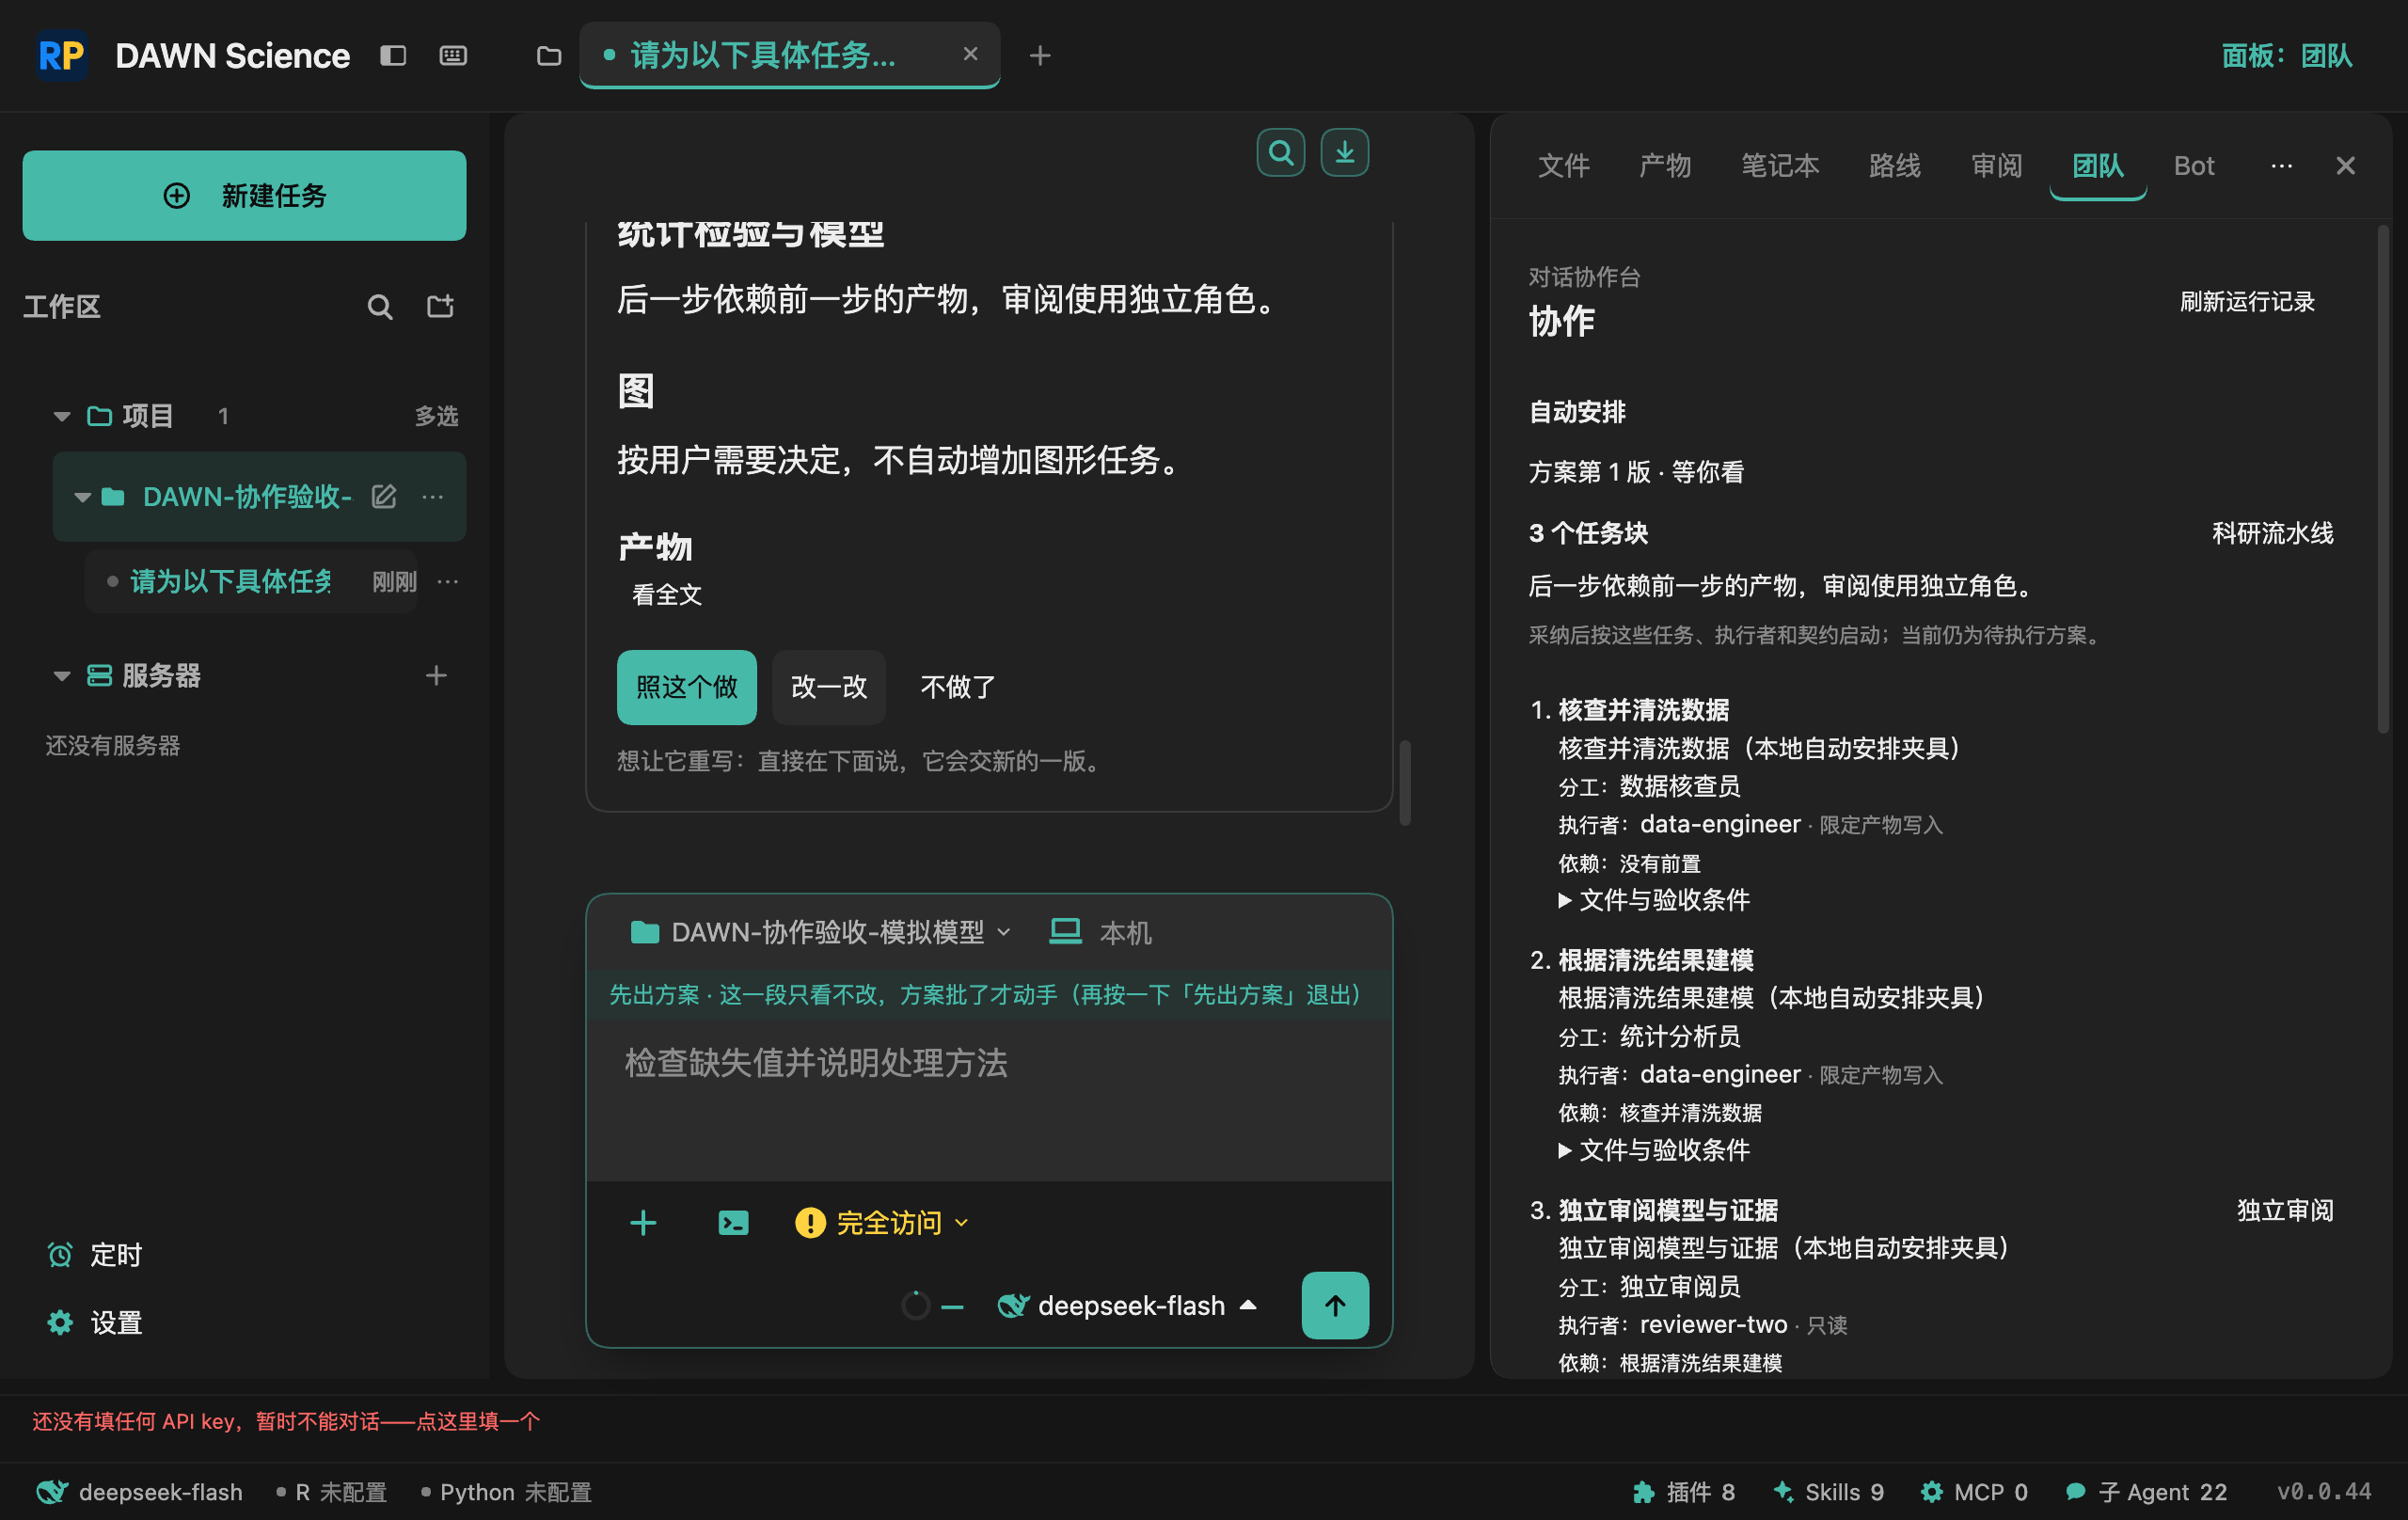 RP DAWN Science
请为以下具体任务...
面板：团队
新建任务
工作区
项目 1 多选
DAWN-协作验收-
请为以下具体任务 刚刚
服务器
还没有服务器
定时
设置
统计检验与模型
后一步依赖前一步的产物，审阅使用独立角色。
图
按用户需要决定，不自动增加图形任务。
产物
看全文
照这个做 改一改 不做了
想让它重写：直接在下面说，它会交新的一版。
DAWN-协作验收-模拟模型 本机
先出方案 · 这一段只看不改，方案批了才动手（再按一下「先出方案」退出）
检查缺失值并说明处理方法
完全访问
deepseek-flash
文件 产物 笔记本 路线 审阅 团队 Bot
对话协作台
协作
刷新运行记录
自动安排
方案第 1 版 · 等你看
3 个任务块 科研流水线
后一步依赖前一步的产物，审阅使用独立角色。
采纳后按这些任务、执行者和契约启动；当前仍为待执行方案。
1. 核查并清洗数据
核查并清洗数据（本地自动安排夹具）
分工：数据核查员
执行者：data-engineer · 限定产物写入
依赖：没有前置
文件与验收条件
2. 根据清洗结果建模
根据清洗结果建模（本地自动安排夹具）
分工：统计分析员
执行者：data-engineer · 限定产物写入
依赖：核查并清洗数据
文件与验收条件
3. 独立审阅模型与证据 独立审阅
独立审阅模型与证据（本地自动安排夹具）
分工：独立审阅员
执行者：reviewer-two · 只读
依赖：根据清洗结果建模
还没有填任何 API key，暂时不能对话——点这里填一个
deepseek-flash R 未配置 Python 未配置
插件 8 Skills 9 MCP 0 子 Agent 22 v0.0.44